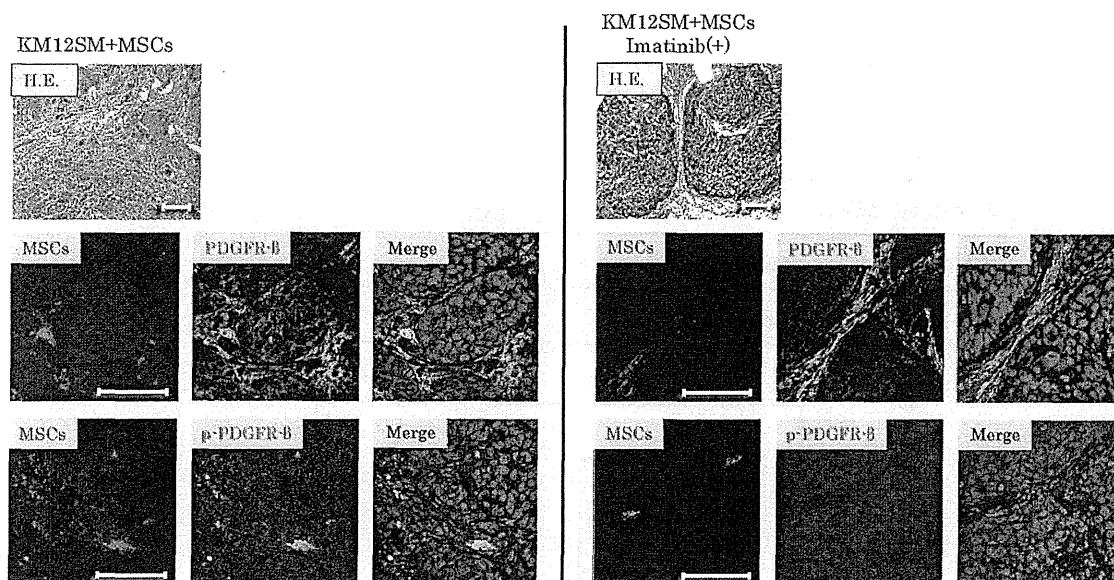 KM12SM+MSCs
H.E.
MSCs
PDGFR-β
Merge
MSCs
p-PDGFR-β
Merge
KM12SM+MSCs
Imatinib(+)
H.E.
MSCs
PDGFR-β
Merge
MSCs
p-PDGFR-β
Merge